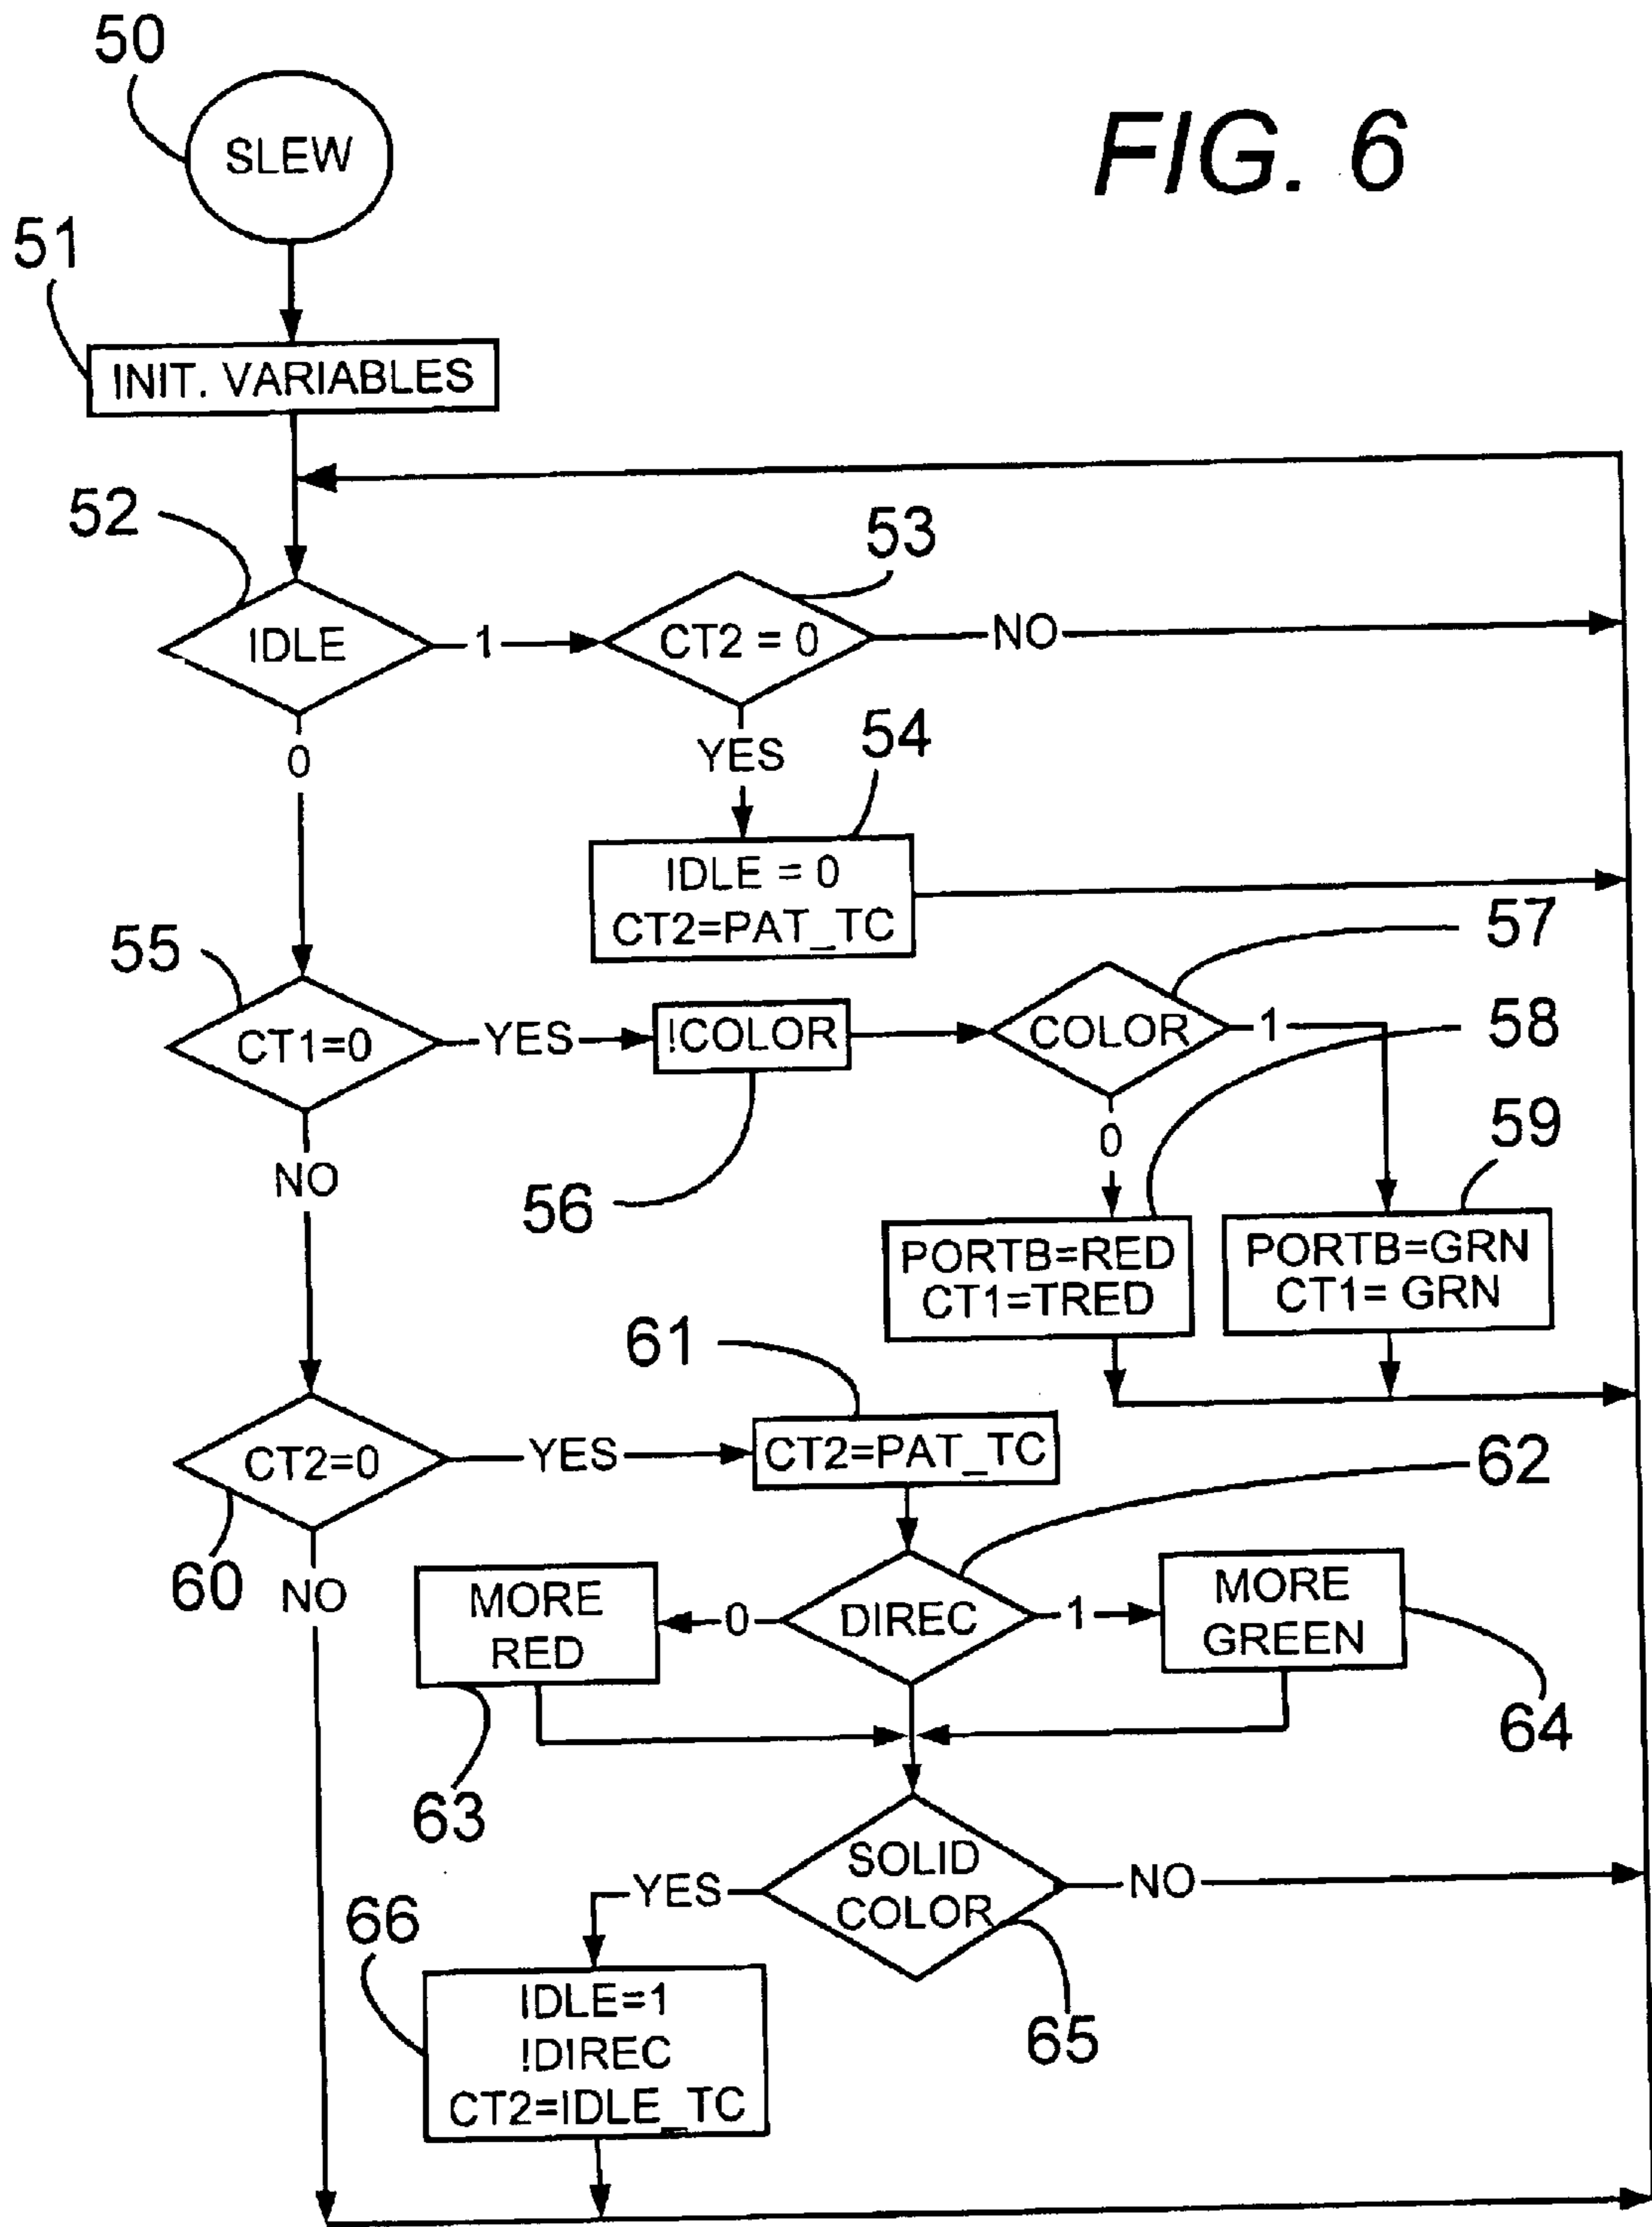 50
SLEW
FIG. 6
51
INIT. VARIABLES
52
IDLE
1
53
CT2 = 0
NO
0
YES
54
IDLE = 0
CT2=PAT_TC
55
CT1=0
YES
!COLOR
56
57
COLOR
1
58
0
59
NO
PORTB=RED
CT1=TRED
PORTB=GRN
CT1= GRN
61
CT2=0
YES
CT2=PAT_TC
62
60
NO
MORE
RED
0
DIREC
1
MORE
GREEN
63
64
SOLID
COLOR
YES
NO
65
66
IDLE=1
!DIREC
CT2=IDLE_TC